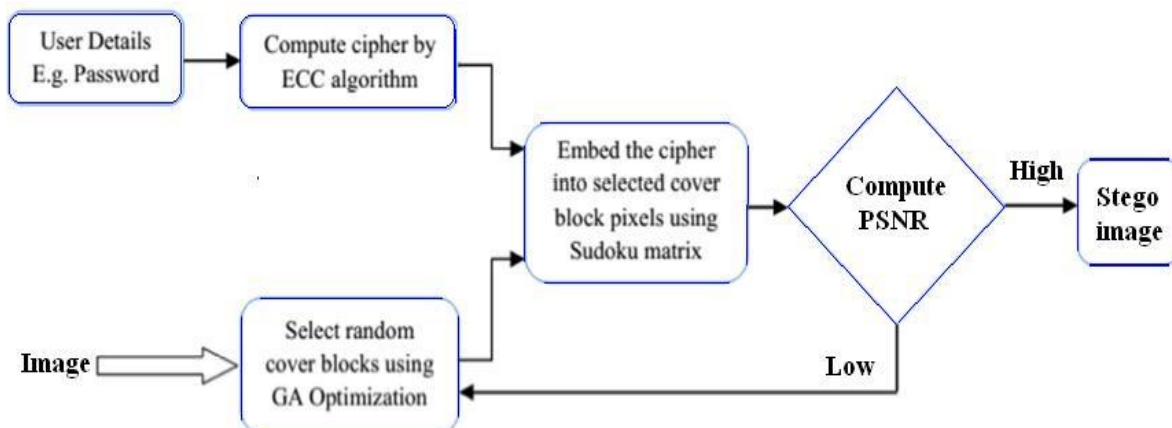 User Details
E.g. Password
Compute cipher by
ECC algorithm
Embed the cipher
into selected cover
block pixels using
Sudoku matrix
Compute
PSNR
High
Stego
image
Image
Select random
cover blocks using
GA Optimization
Low